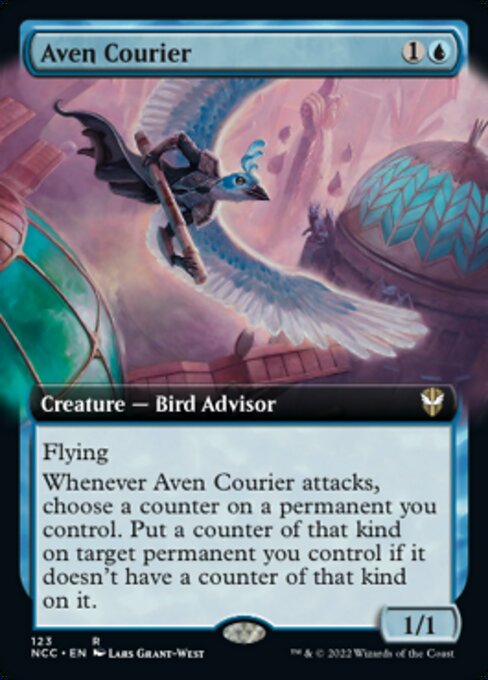 Aven Courier 1
Creature — Bird Advisor
Flying
Whenever Aven Courier attacks,
choose a counter on a permanent you
control. Put a counter of that kind
on target permanent you control if it
doesn't have a counter of that kind
on it.
1/1
123 R
NCC • EN Lars Grant-West
™ & © 2022 Wizards of the Coast